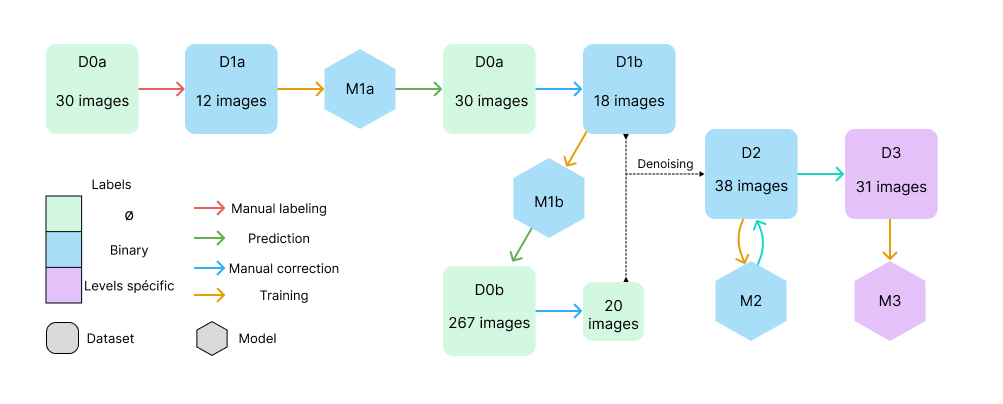 D0a
30 images
D1a
12 images
M1a
D0a
30 images
D1b
18 images
Denoising
D2
38 images
D3
31 images
M1b
D0b
267 images
20
images
M2
M3
Labels
ø
Binary
Levels spécific
Manual labeling
Prediction
Manual correction
Training
Dataset
Model